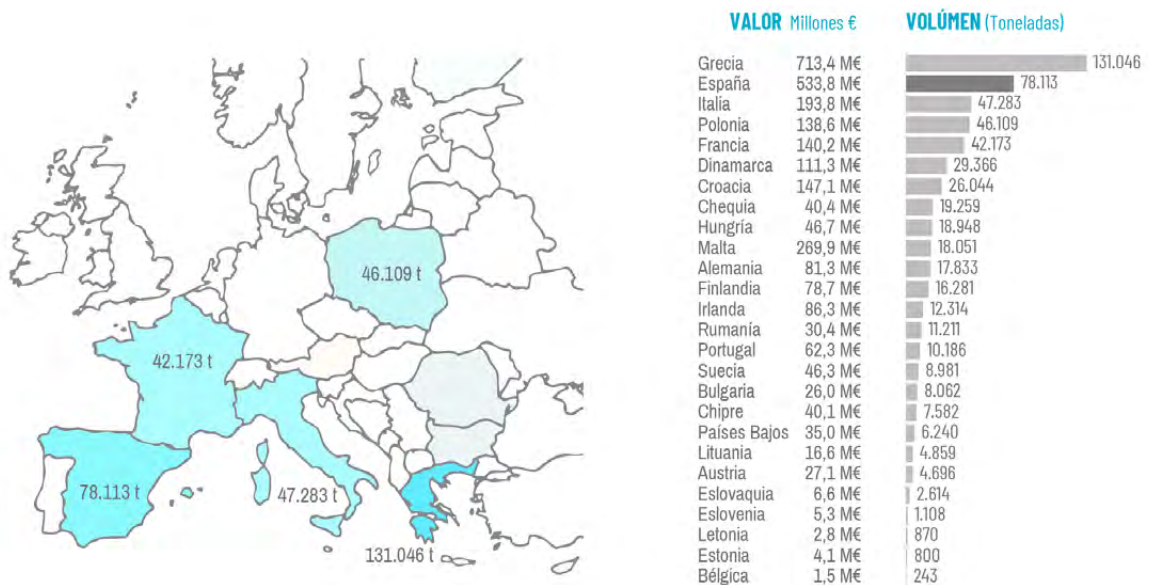 VALOR Millones € VOLÚMEN (Toneladas)
Grecia 713,4 M€ 131.046
España 533,8 M€ 78.113
Italia 193,8 M€ 47.283
Polonia 138,6 M€ 46.109
Francia 140,2 M€ 42.173
Dinamarca 111,3 M€ 29.366
Croacia 147,1 M€ 26.044
Chequia 40,4 M€ 19.259
Hungría 46,7 M€ 18.948
Malta 269,9 M€ 18.051
Alemania 81,3 M€ 17.833
Finlandia 78,7 M€ 16.281
Irlanda 86,3 M€ 12.314
Rumanía 30,4 M€ 11.211
Portugal 62,3 M€ 10.186
Suecia 46,3 M€ 8.981
Bulgaria 26,0 M€ 8.062
Chipre 40,1 M€ 7.582
Países Bajos 35,0 M€ 6.240
Lituania 16,6 M€ 4.859
Austria 27,1 M€ 4.696
Eslovaquia 6,6 M€ 2.614
Eslovenia 5,3 M€ 1.108
Letonia 2,8 M€ 870
Estonia 4,1 M€ 800
Bélgica 1,5 M€ 243
46.109 t
42.173 t
78.113 t
47.283 t
131.046 t